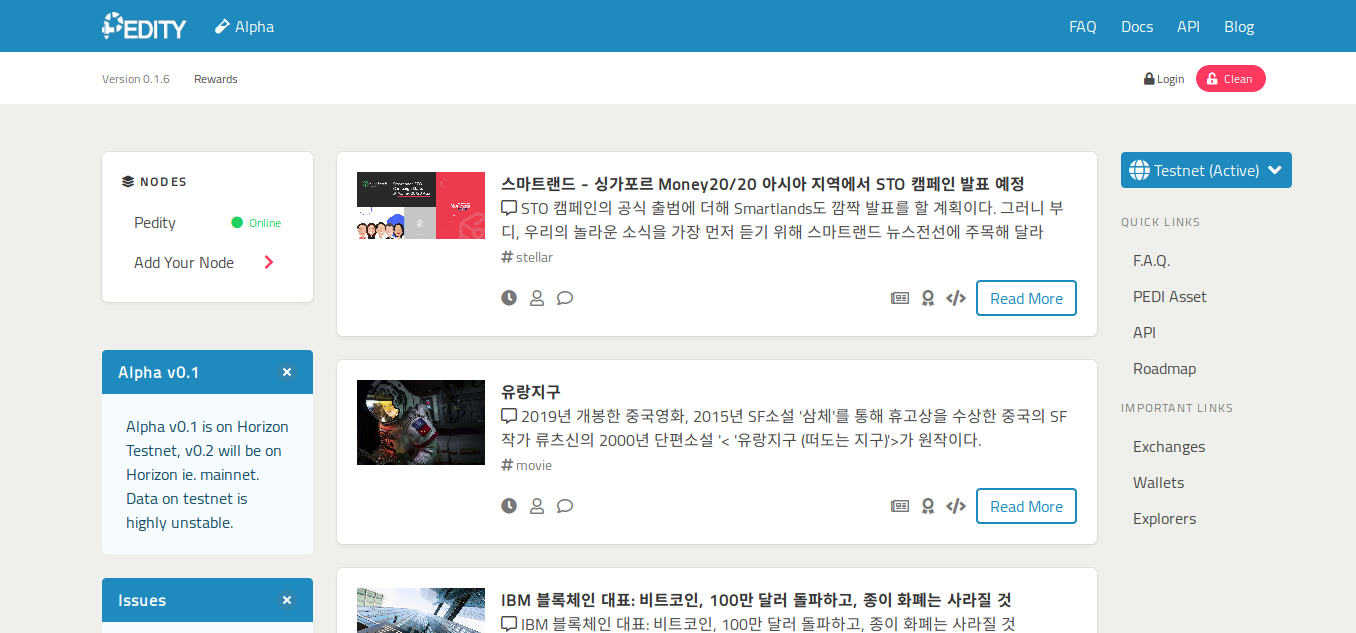 PEDITY
Alpha
FAQ
Docs
API
Blog
Version 0.1.6
Rewards
Login
Clean
NODES
Pedity
Online
Add Your Node
Alpha v0.1
Alpha v0.1 is on Horizon
Testnet, v0.2 will be on
Horizon ie. mainnet.
Data on testnet is
highly unstable.
Issues
스마트랜드 - 싱가포르 Money20/20 아시아 지역에서 STO 캠페인 발표 예정
STO 캠페인의 공식 출범에 더해 Smartlands도 깜짝 발표를 할 계획이다. 그러니 부
디, 우리의 놀라운 소식을 가장 먼저 듣기 위해 스마트랜드 뉴스전선에 주목해 달라
# stellar
Read More
유랑지구
2019년 개봉한 중국영화, 2015년 SF소설 '삼체'를 통해 휴고상을 수상한 중국의 SF
작가 류츠신의 2000년 단편소설 '< '유랑지구 (떠도는 지구)'>가 원작이다.
# movie
Read More
IBM 블록체인 대표: 비트코인, 100만 달러 돌파하고, 종이 화폐는 사라질 것
IBM 블록체인 대표: 비트코인, 100만 달러 돌파하고, 종이 화폐는 사라질 것
Testnet (Active)
QUICK LINKS
F.A.Q.
PEDI Asset
API
Roadmap
IMPORTANT LINKS
Exchanges
Wallets
Explorers